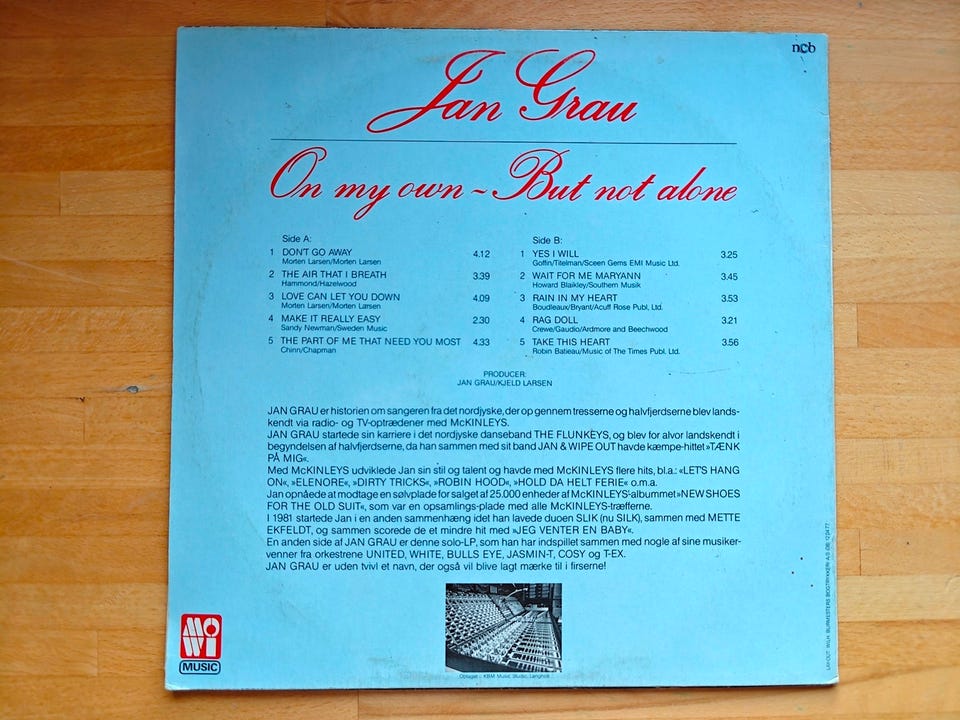 ncb
Jan Grau
On my own ~ But not alone
Side A:
1 DON'T GO AWAY 4.12
Morten Larsen/Morten Larsen
2 THE AIR THAT I BREATH 3.39
Hammond/Hazelwood
3 LOVE CAN LET YOU DOWN 4.09
Morten Larsen/Morten Larsen
4 MAKE IT REALLY EASY 2.30
Sandy Newman/Sweden Music
5 THE PART OF ME THAT NEED YOU MOST 4.33
Chinn/Chapman
Side B:
1 YES I WILL 3.25
Goffin/Titelman/Sceen Gems EMI Music Ltd.
2 WAIT FOR ME MARYANN 3.45
Howard Blaikley/Southern Musik
3 RAIN IN MY HEART 3.53
Boudleaux/Bryant/Acuff Rose Publ, Ltd.
4 RAG DOLL 3.21
Crewe/Gaudio/Ardmore and Beechwood
5 TAKE THIS HEART 3.56
Robin Batieau/Music of The Times Publ. Ltd.
PRODUCER:
JAN GRAU/KJELD LARSEN
JAN GRAU er historien om sangeren fra det nordjyske, der op gennem tresserne og halvfjerdserne blev lands-
kendt via radio- og TV-optrædener med McKINLEYS.
JAN GRAU startede sin karriere i det nordjyske danseband THE FLUNKEYS, og blev for alvor landskendt i
begyndelsen af halvfjerdserne, da han sammen med sit band JAN & WIPE OUT havde kæmpe-hittet »TÆNK
PÅ MIG«.
Med McKINLEYS udviklede Jan sin stil og talent og havde med McKINLEYS flere hits, bl.a.: «LET'S HANG
ON«, »ELENORE«, »DIRTY TRICKS«, »ROBIN HOOD«, »HOLD DA HELT FERIE« o.m.a.
Jan opnåede at modtage en sølvplade for salget af 25.000 enheder af McKINLEYS'-albummet »NEW SHOES
FOR THE OLD SUIT«, som var en opsamlings-plade med alle McKINLEYS-træfferne.
I 1981 startede Jan i en anden sammenhæng idet han lavede duoen SLIK (nu SILK), sammen med METTE
EKFELDT, og sammen scorede de et mindre hit med »JEG VENTER EN BABY«.
En anden side af JAN GRAU er denne solo-LP, som han har indspillet sammen med nogle af sine musiker-
venner fra orkestrene UNITED, WHITE, BULLS EYE, JASMIN-T, COSY og T-EX.
JAN GRAU er uden tvivl et navn, der også vil blive lagt mærke til i firserne!
Optaget i: KBM Music Studio, Langholt
MOWI
MUSIC
LAY-OUT: WILH. BURMESTERS BOGTRYKKERI A/S (08) 123477